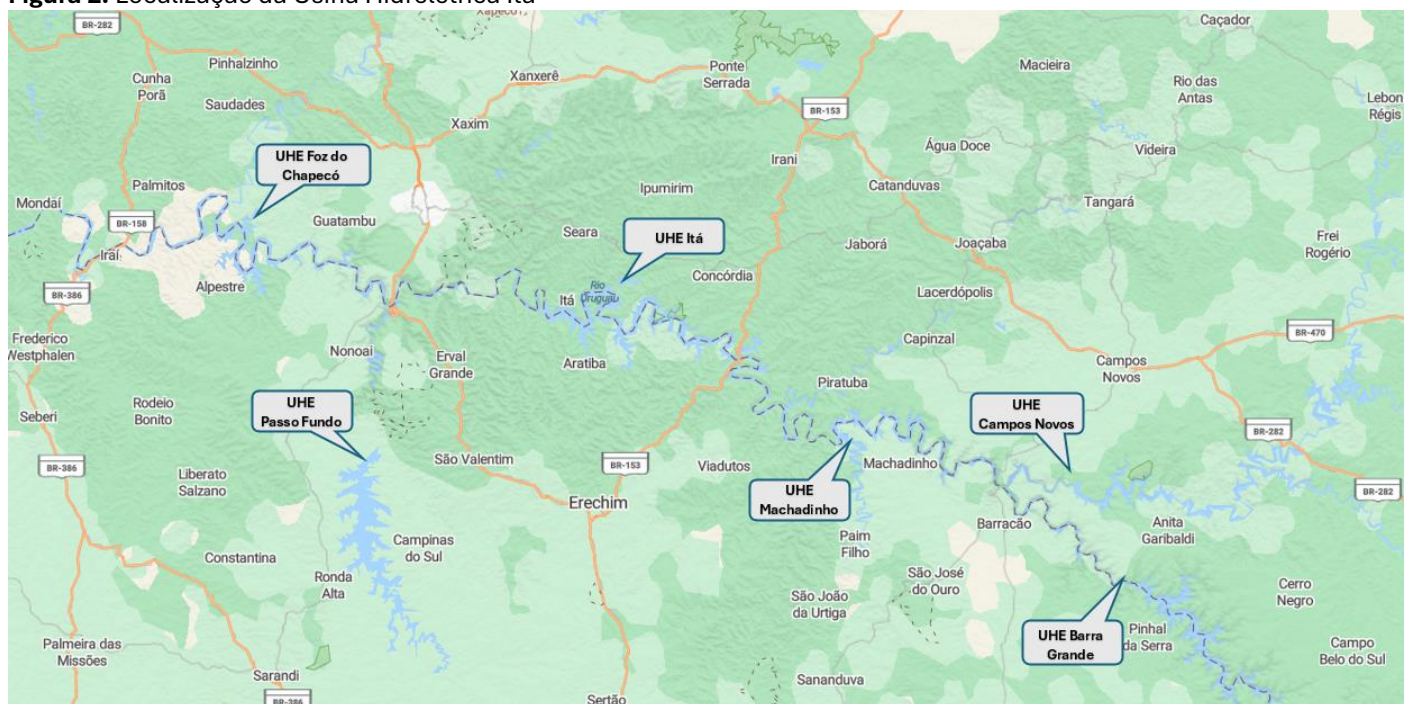 Figura 2. Localização da Usina Hidrelétrica Itá
BR-282
Pinhalzinho
Cunha
Porã
Saudades
Xanxerê
Xaxim
Ponte
Serrada
BR-153
Caçador
Macieira
Rio das
Antas
Lebon
Régis
Irani
Água Doce
Videira
UHE Foz do
Chapecó
Palmitos
Mondaí
BR-158
Guatambu
Ipumirim
Catanduvas
Tangará
Seara
UHE Itá
Jaborá
Joaçaba
Frei
Rogério
Iraí
Alpestre
BR-386
Concórdia
Rio
Uruguai
Itá
Lacerdópolis
Frederico
Westphalen
Nonoai
Erval
Grande
Aratiba
Capinzal
BR-470
Campos
Novos
Piratuba
Seberi
Rodeio
Bonito
UHE
Passo Fundo
UHE
Campos Novos
BR-282
BR-386
Liberato
Salzano
São Valentim
BR-153
Viadutos
Machadinho
UHE
Machadinho
BR-282
Erechim
Paim
Filho
Barracão
Anita
Garibaldi
Constantina
Campinas
do Sul
Ronda
Alta
São João
da Urtiga
São José
do Ouro
Cerro
Negro
UHE Barra
Grande
Pinhal
da Serra
Campo
Belo do Sul
Palmeira das
Missões
Sarandi
Sananduva
BR-386
Sertão